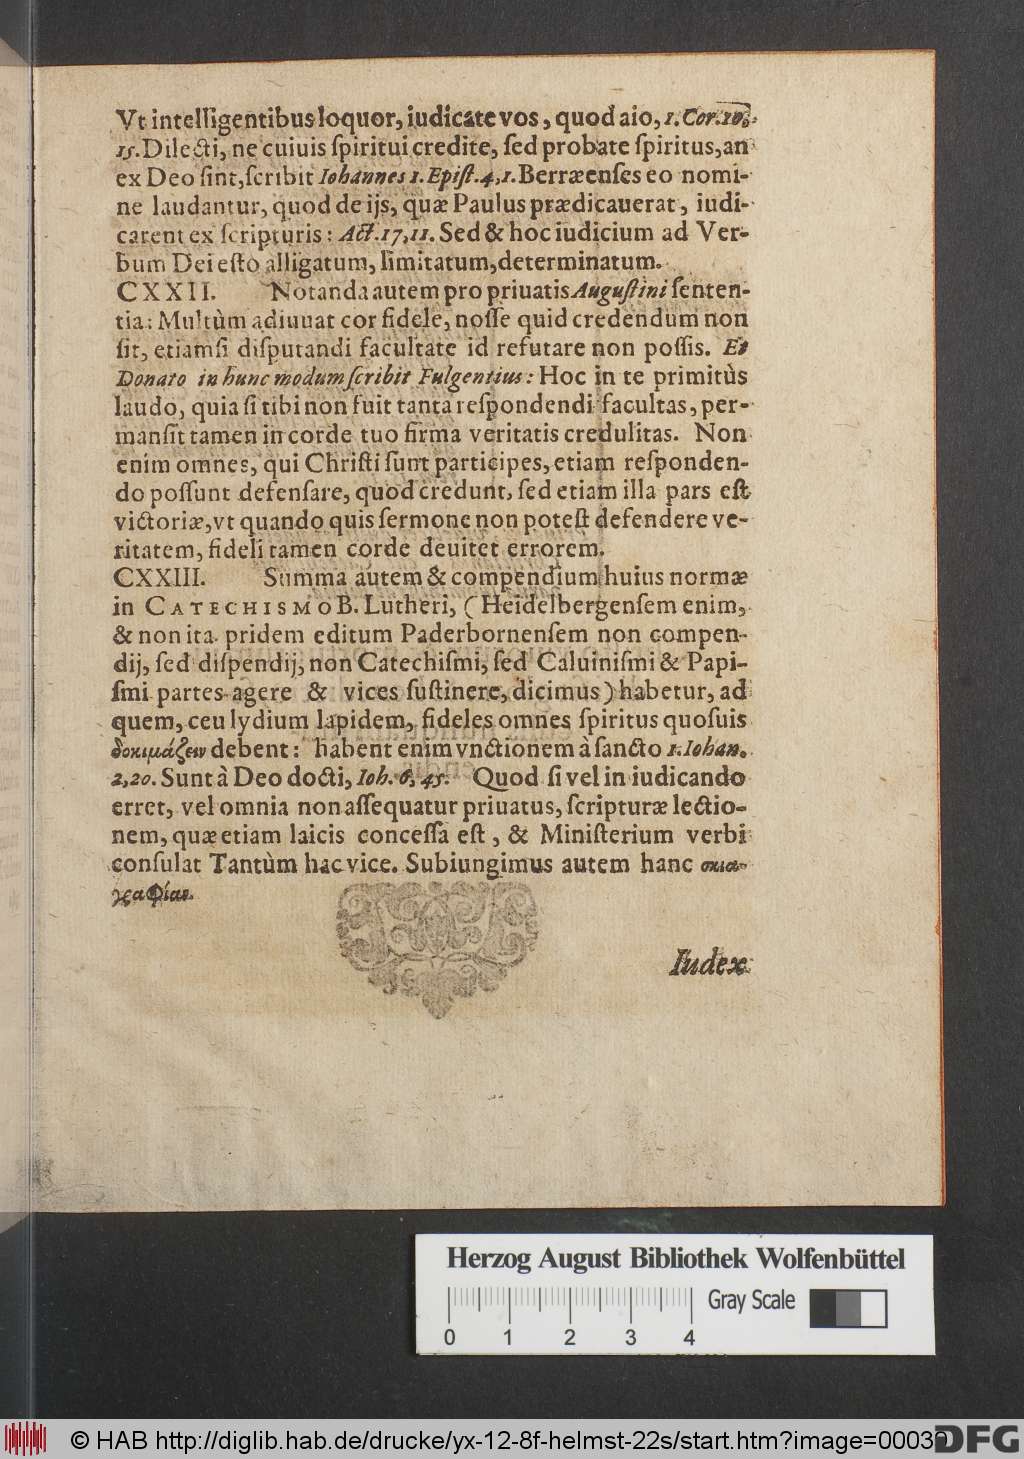 Vt intelligentibus loquor, iudicate vos, quod aio, 1. Cor. 10.
15. Dilecti, ne cuiuis ſpiritui credite, ſed probate ſpiritus, an
ex Deo ſint, ſcribit Iohannes 1. Epiſt. 4, 1. Berræenſes eo nomi-
ne laudantur, quod de ijs, quæ Paulus prædicauerat, iudi-
carent ex ſcripturis: Act. 17, 11. Sed & hoc iudicium ad Ver-
bum Dei eſto alligatum, limitatum, determinatum.
CXXII. Notanda autem pro priuatis Auguſtini ſenten-
tia: Multùm adiuuat cor fidele, noſſe quid credendum non
ſit, etiamſi diſputandi facultate id refutare non poſſis. Et
Donato in hunc modum ſcribit Fulgentius: Hoc in te primitùs
laudo, quia ſi tibi non fuit tanta reſpondendi facultas, per-
manſit tamen in corde tuo firma veritatis credulitas. Non
enim omnes, qui Chriſti ſunt participes, etiam reſponden-
do poſſunt defenſare, quod credunt, ſed etiam illa pars eſt
victoriæ, vt quando quis ſermone non poteſt defendere ve-
ritatem, fideli tamen corde deuitet errorem.
CXXIII. Summa autem & compendium huius normæ
in CATECHISMO B. Lutheri, (Heidelbergenſem enim,
& non ita pridem editum Paderbornenſem non compen-
dij, ſed diſpendij, non Catechiſmi, ſed Caluiniſmi & Papi-
ſmi partes agere & vices ſuſtinere, dicimus) habetur, ad
quem, ceu lydium lapidem, fideles omnes ſpiritus quoſuis
δοκιμάζειν debent: habent enim vnctionem à ſancto 1. Iohan.
2, 20. Sunt à Deo docti, Ioh. 6, 45. Quod ſi vel in iudicando
erret, vel omnia non aſſequatur priuatus, ſcripturæ lectio-
nem, quæ etiam laicis conceſſa eſt, & Miniſterium verbi
conſulat Tantùm hac vice. Subiungimus autem hanc σκια-
γραφίαν.
Iudex
Herzog August Bibliothek Wolfenbüttel
Gray Scale
0 1 2 3 4
© HAB http://diglib.hab.de/drucke/yx-12-8f-helmst-22s/start.htm?image=00039
DFG